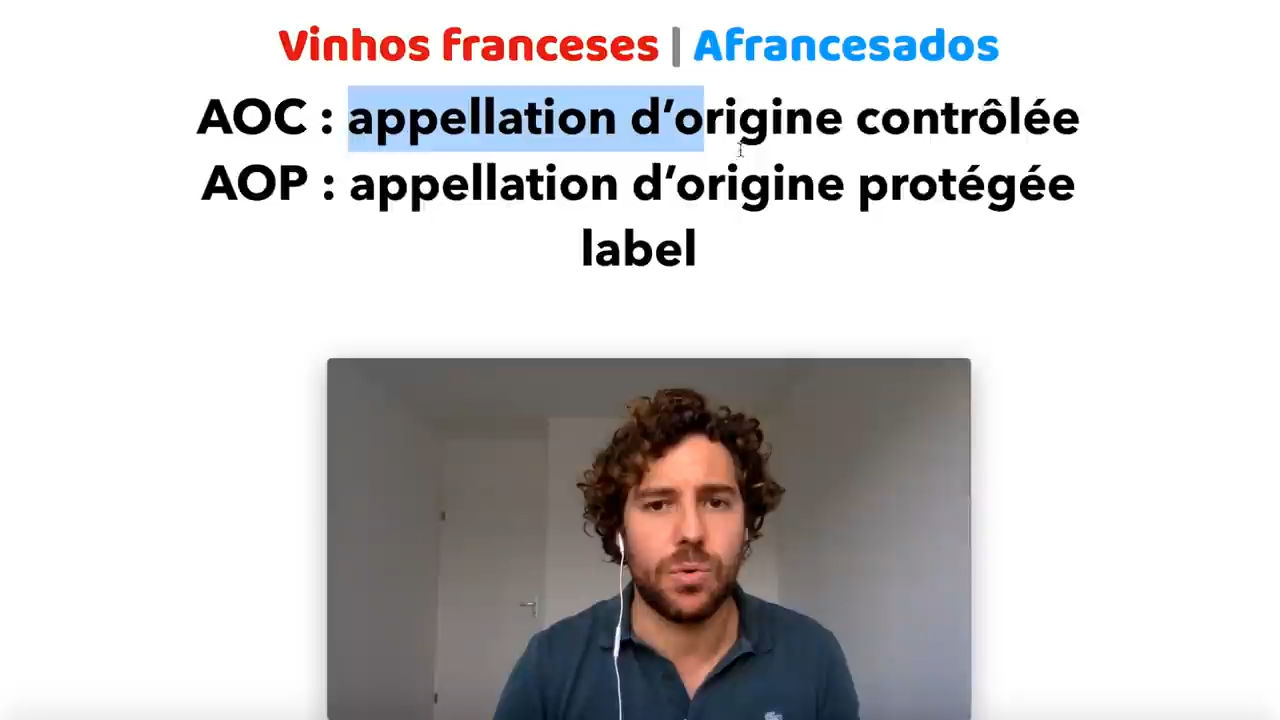 Vinhos franceses | Afrancesados
AOC : appellation d’origine contrôlée
AOP : appellation d’origine protégée
label